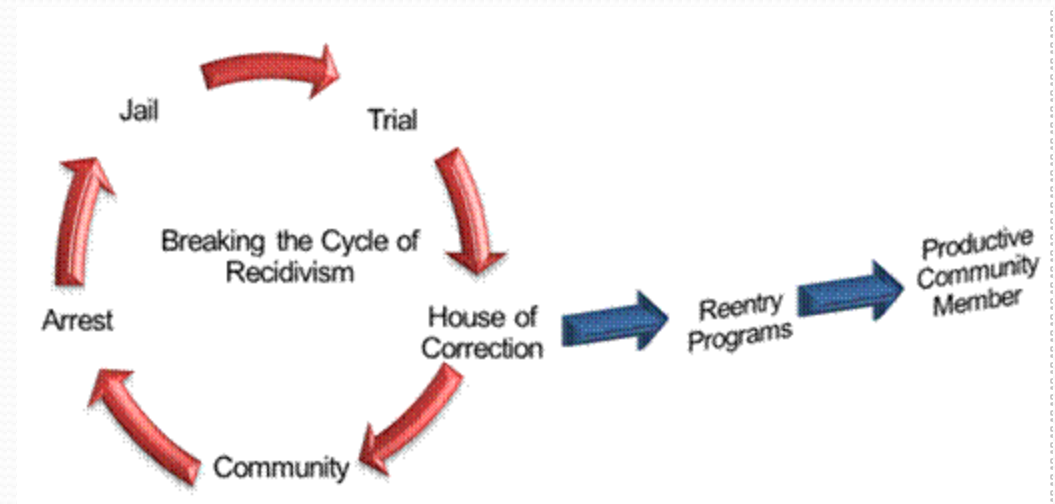 Jail
Trial
Breaking the Cycle of
Recidivism
Arrest
House of
Correction
Community
Reentry
Programs
Productive
Community
Member